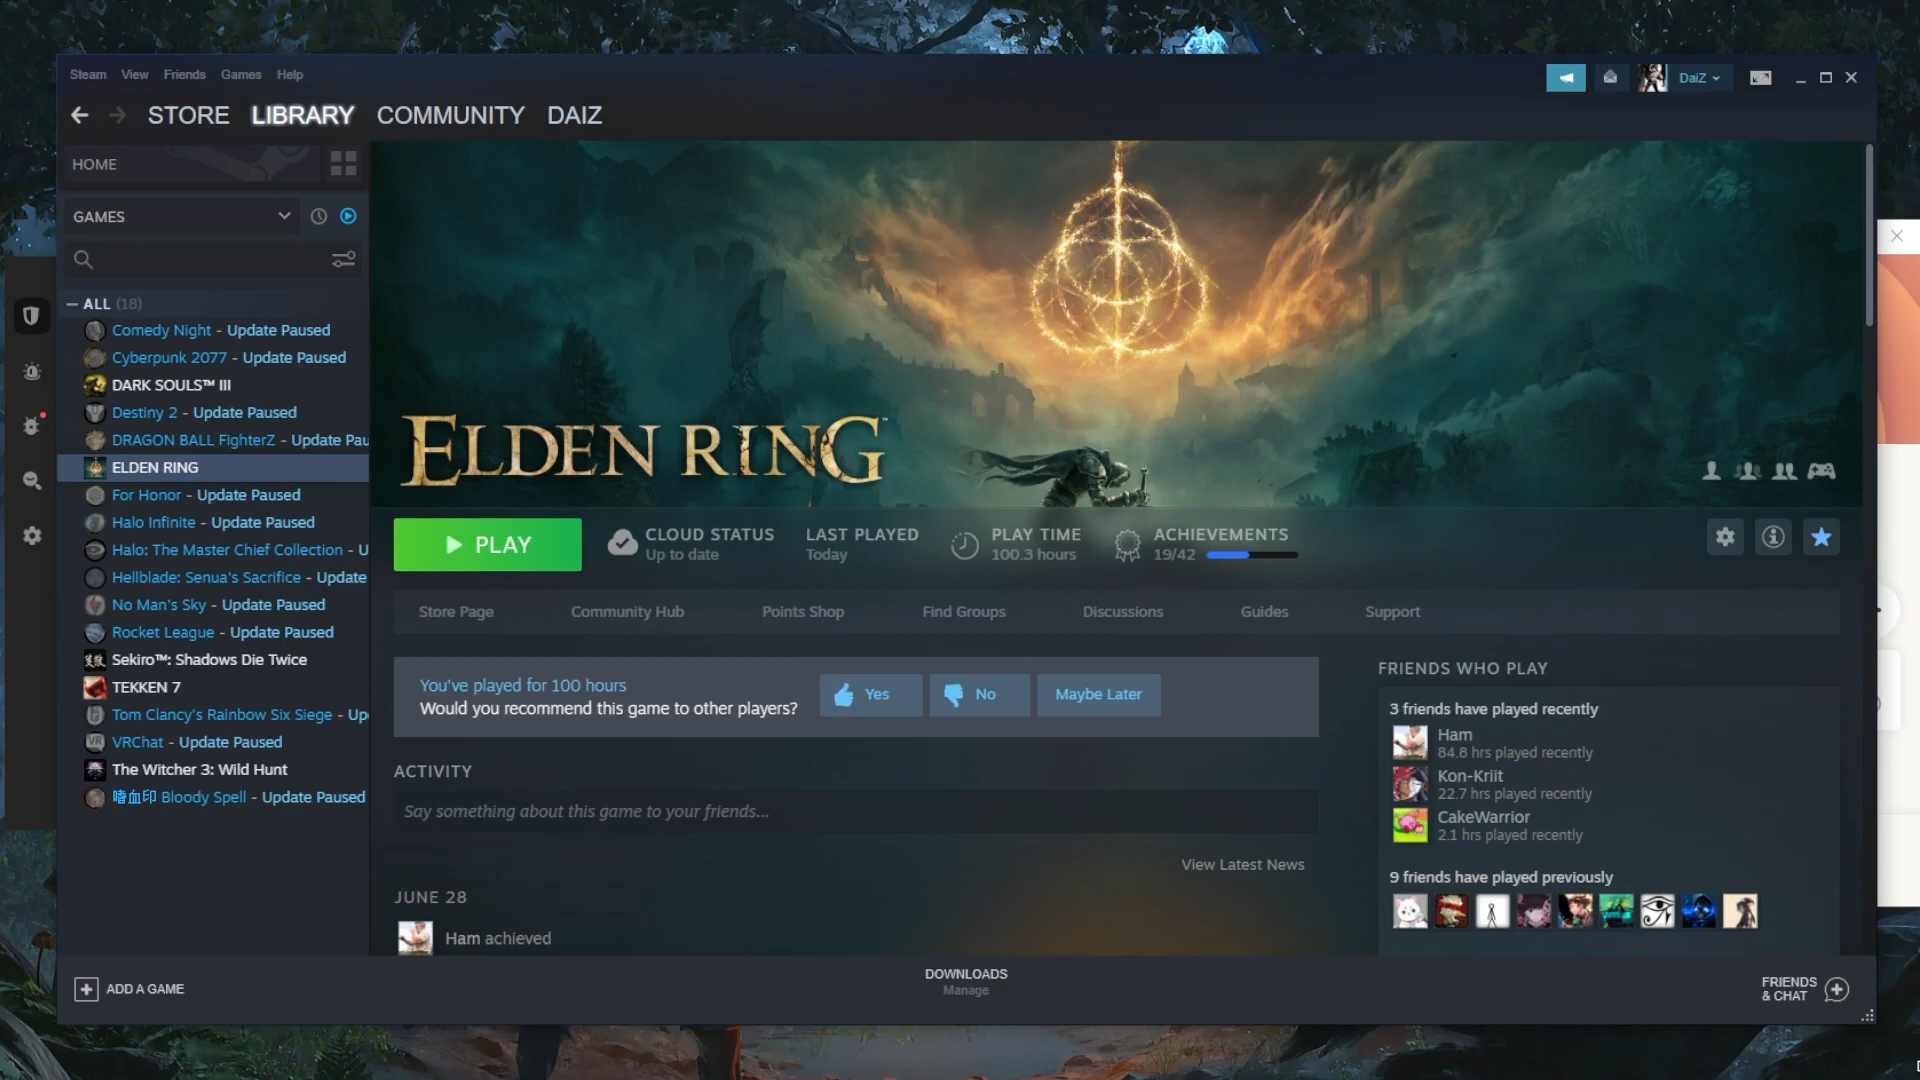 Steam View Friends Games Help
DaiZ
STORE LIBRARY COMMUNITY DAIZ
HOME
GAMES
— ALL (18)
Comedy Night - Update Paused
Cyberpunk 2077 - Update Paused
DARK SOULS™ III
Destiny 2 - Update Paused
DRAGON BALL FighterZ - Update Pau
ELDEN RING
For Honor - Update Paused
Halo Infinite - Update Paused
Halo: The Master Chief Collection - U
Hellblade: Senua's Sacrifice - Update
No Man's Sky - Update Paused
Rocket League - Update Paused
Sekiro™: Shadows Die Twice
TEKKEN 7
Tom Clancy's Rainbow Six Siege - Up
VRChat - Update Paused
The Witcher 3: Wild Hunt
嗜血印 Bloody Spell - Update Paused
ELDEN RING™
PLAY
CLOUD STATUS
Up to date
LAST PLAYED
Today
PLAY TIME
100.3 hours
ACHIEVEMENTS
19/42
Store Page Community Hub Points Shop Find Groups Discussions Guides Support
You've played for 100 hours
Would you recommend this game to other players?
Yes No Maybe Later
ACTIVITY
Say something about this game to your friends...
View Latest News
JUNE 28
Ham achieved
FRIENDS WHO PLAY
3 friends have played recently
Ham
84.8 hrs played recently
Kon-Kriit
22.7 hrs played recently
CakeWarrior
2.1 hrs played recently
9 friends have played previously
ADD A GAME
DOWNLOADS
Manage
FRIENDS
& CHAT